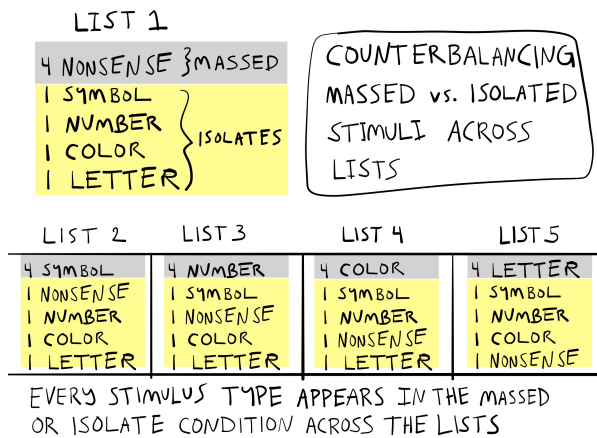 LIST 1
4 NONSENSE } MASSED
1 SYMBOL
1 NUMBER
1 COLOR
1 LETTER
} ISOLATES
COUNTERBALANCING
MASSED vs. ISOLATED
STIMULI ACROSS
LISTS
LIST 2
4 SYMBOL
1 NONSENSE
1 NUMBER
1 COLOR
1 LETTER
LIST 3
4 NUMBER
1 SYMBOL
1 NONSENSE
1 COLOR
1 LETTER
LIST 4
4 COLOR
1 SYMBOL
1 NUMBER
1 NONSENSE
1 LETTER
LIST 5
4 LETTER
1 SYMBOL
1 NUMBER
1 COLOR
1 NONSENSE
EVERY STIMULUS TYPE APPEARS IN THE MASSED
OR ISOLATE CONDITION ACROSS THE LISTS